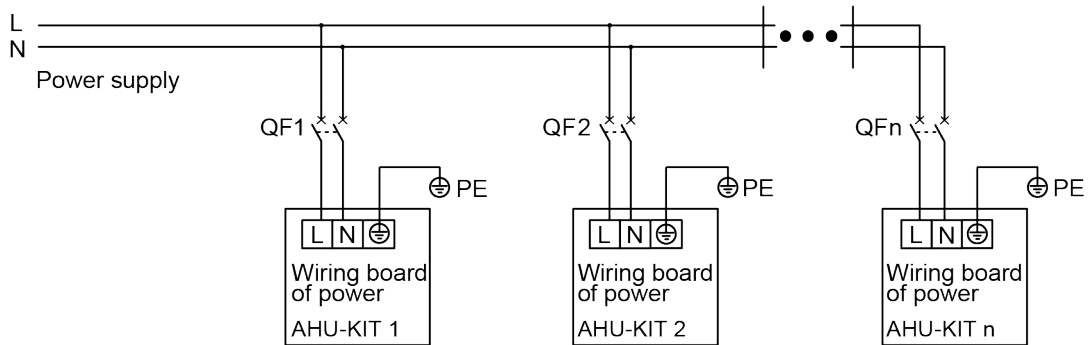 L
N
Power supply
QF1
QF2
QFn
PE
PE
PE
L N
L N
L N
Wiring board
of power
AHU-KIT 1
Wiring board
of power
AHU-KIT 2
Wiring board
of power
AHU-KIT n